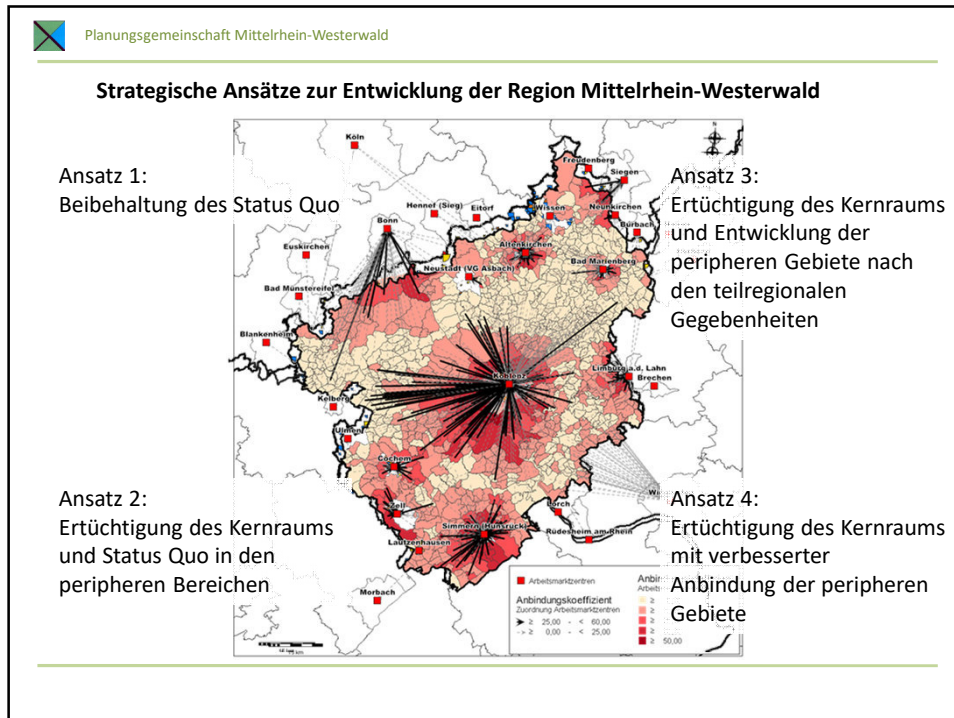 Planungsgemeinschaft Mittelrhein-Westerwald
Strategische Ansätze zur Entwicklung der Region Mittelrhein-Westerwald
Ansatz 1:
Beibehaltung des Status Quo
Ansatz 3:
Ertüchtigung des Kernraums
und Entwicklung der
peripheren Gebiete nach
den teilregionalen
Gegebenheiten
Ansatz 2:
Ertüchtigung des Kernraums
und Status Quo in den
peripheren Bereichen
Ansatz 4:
Ertüchtigung des Kernraums
mit verbesserter
Anbindung der peripheren
Gebiete
Köln
Freudenberg
Siegen
Hennef (Sieg)
Eitorf
Wissen
Neunkirchen
Bonn
Burbach
Euskirchen
Altenkirchen
Bad Marienberg
Neustadt (VG Asbach)
Bad Münstereifel
Blankenheim
Koblenz
Limburg a.d. Lahn
Brechen
Kelberg
Ulmen
Cochem
Zell
Lorch
Simmern (Hunsrück)
Rüdesheim am Rhein
Lautzenhausen
Morbach
Arbeitsmarktzentren
Anbindungskoeffizient
Zuordnung Arbeitsmarktzentren
≥ 25,00 - < 60,00
≥ 0,00 - < 25,00
≥
≥
≥
≥
≥ 50,00